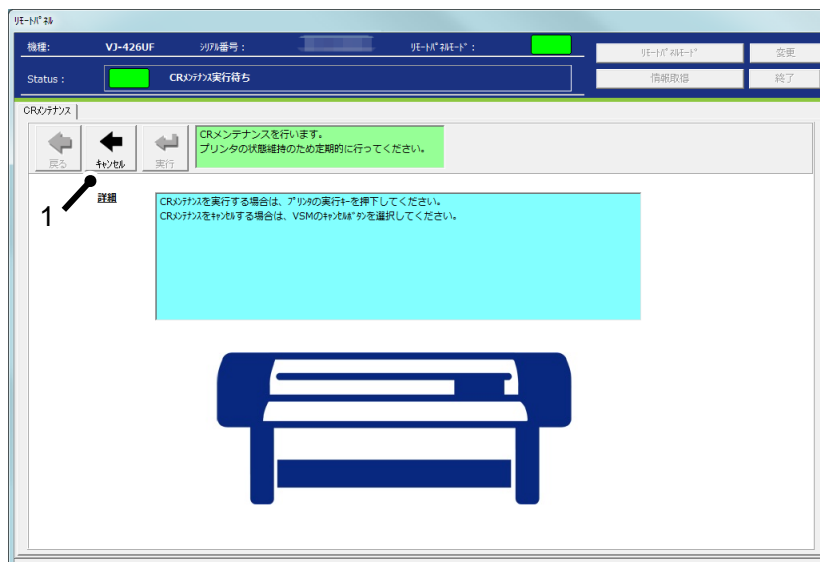 ﾘﾓｰﾄﾊﾟﾈﾙ
機種: VJ-426UF ｼﾘｱﾙ番号： ﾘﾓｰﾄﾊﾟﾈﾙﾓｰﾄﾞ： ﾘﾓｰﾄﾊﾟﾈﾙﾓｰﾄﾞ 変更
Status： CRﾒﾝﾃﾅﾝｽ実行待ち 情報取得 終了
CRﾒﾝﾃﾅﾝｽ
戻る ｷｬﾝｾﾙ 実行
CRメンテナンスを行います。
プリンタの状態維持のため定期的に行ってください。
1
詳細
CRﾒﾝﾃﾅﾝｽを実行する場合は、ﾌﾟﾘﾝﾀの実行ｷｰを押下してください。
CRﾒﾝﾃﾅﾝｽをｷｬﾝｾﾙする場合は、VSMのｷｬﾝｾﾙﾎﾞﾀﾝを選択してください。